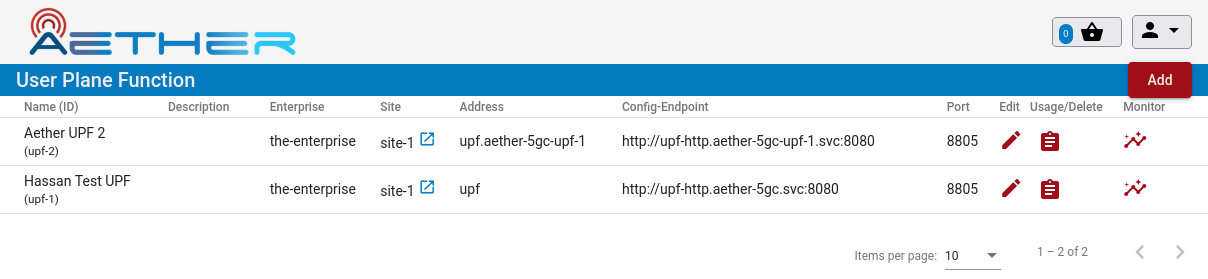 AETHER
0
User Plane Function
Add
Name (ID) Description Enterprise Site Address Config-Endpoint Port Edit Usage/Delete Monitor
Aether UPF 2 the-enterprise site-1 upf.aether-5gc-upf-1 http://upf-http.aether-5gc-upf-1.svc:8080 8805
(upf-2)
Hassan Test UPF the-enterprise site-1 upf http://upf-http.aether-5gc.svc:8080 8805
(upf-1)
Items per page: 10 1 – 2 of 2